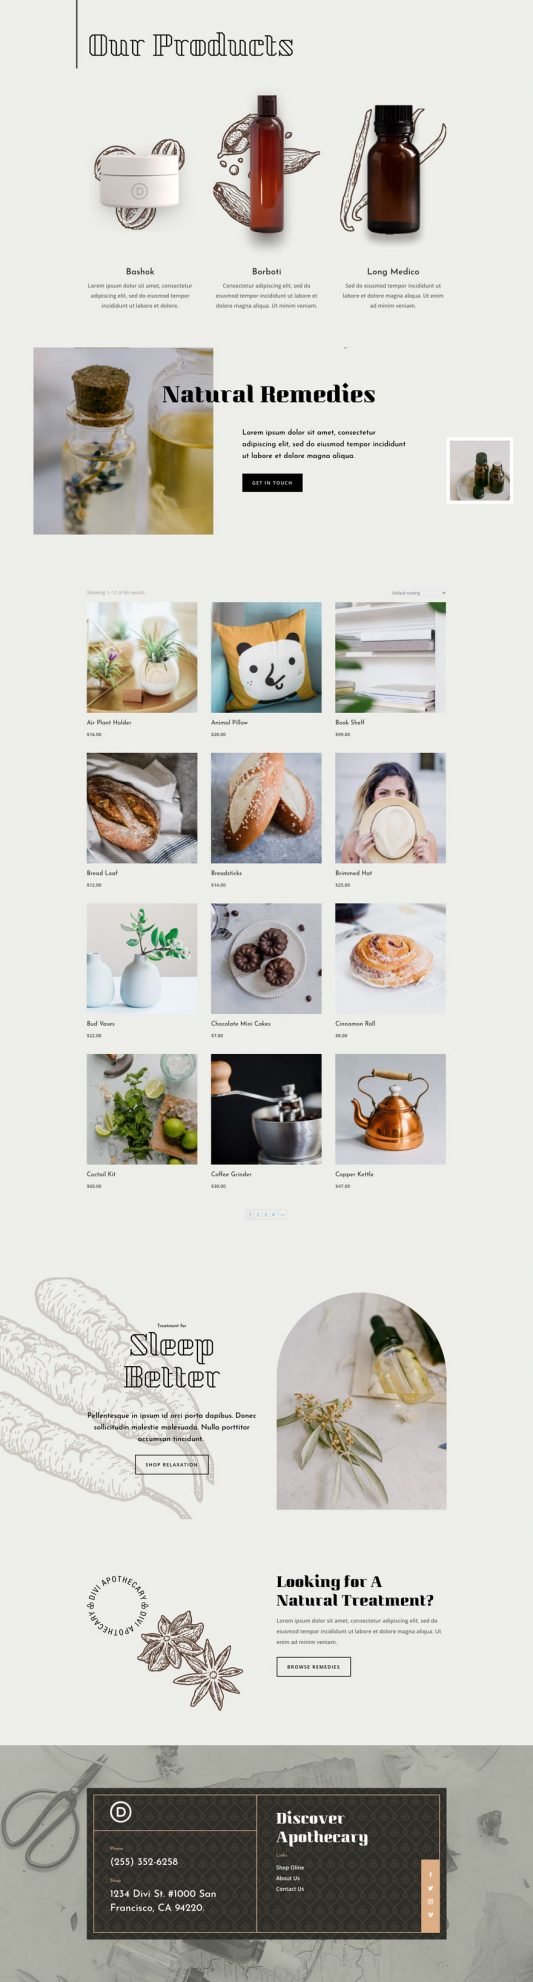 Our Products
Bashok
Lorem ipsum dolor sit amet, consectetur
adipiscing elit, sed do eiusmod tempor
incididunt ut labore et dolore.
Borboti
Consectetur adipiscing elit, sed do
eiusmod tempor incididunt ut labore et
dolore magna aliqua. Ut minim veniam.
Long Medico
Sed do eiusmod tempor incididunt ut
labore et dolore magna aliqua. Ut enim
ad minim veniam.
Natural Remedies
Lorem ipsum dolor sit amet, consectetur
adipiscing elit, sed do eiusmod tempor incididunt
ut labore et dolore magna aliqua.
GET IN TOUCH
Showing 1–12 of 46 results
Default sorting
Air Plant Holder
$16.00
Animal Pillow
$28.00
Book Shelf
$99.00
Bread Loaf
$12.00
Breadsticks
$14.00
Brimmed Hat
$25.00
Bud Vases
$22.00
Chocolate Mini Cakes
$7.00
Cinnamon Roll
$8.00
Coctail Kit
$60.00
Coffee Grinder
$30.00
Copper Kettle
$47.00
1 2 3 4 →
Treatment for
Sleep
Better
Pellentesque in ipsum id orci porta dapibus. Donec
sollicitudin molestie malesuada. Nulla porttitor
accumsan tincidunt.
SHOP RELAXATION
DIVI APOTHECARY & DIVI APOTHECARY &
Looking for A
Natural Treatment?
Lorem ipsum dolor sit amet, consectetur adipiscing elit, sed do
eiusmod tempor incididunt ut labore et dolore magna aliqua. Ut
enim ad minim veniam.
BROWSE REMEDIES
D
Phone
(255) 352-6258
Shop
1234 Divi St. #1000 San
Francisco, CA 94220.
Discover
Apothecary
Links
Shop Oline
About Us
Contact Us